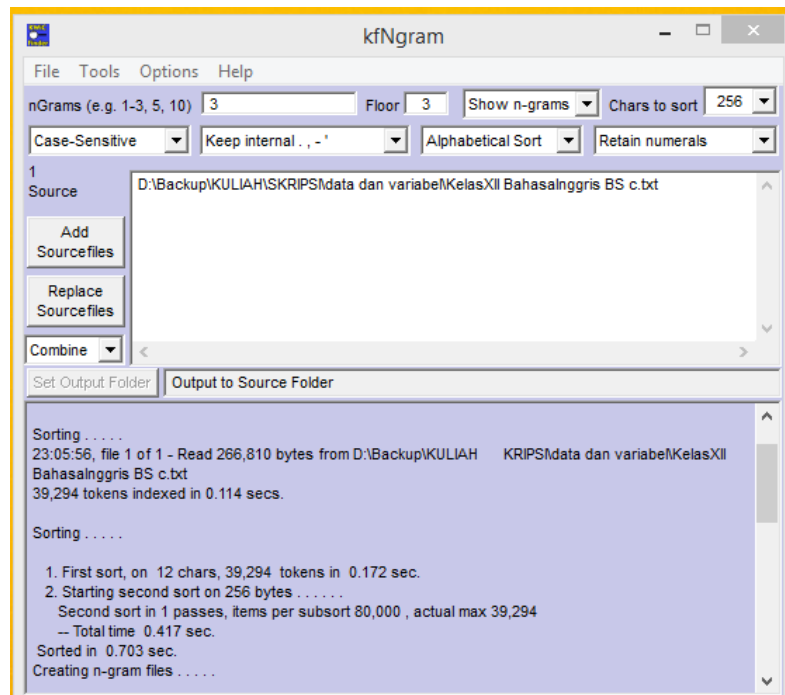 kfNgram
File Tools Options Help
nGrams (e.g. 1-3, 5, 10) 3 Floor 3 Show n-grams Chars to sort 256
Case-Sensitive Keep internal . , - ' Alphabetical Sort Retain numerals
1
Source
D:\Backup\KULIAH\SKRIPSI\data dan variabel\KelasXII BahasaInggris BS c.txt
Add
Sourcefiles
Replace
Sourcefiles
Combine
Set Output Folder Output to Source Folder
Sorting . . . . .
23:05:56, file 1 of 1 - Read 266,810 bytes from D:\Backup\KULIAH KRIPSI\data dan variabel\KelasXII
BahasaInggris BS c.txt
39,294 tokens indexed in 0.114 secs.
Sorting . . . . .
1. First sort, on 12 chars, 39,294 tokens in 0.172 sec.
2. Starting second sort on 256 bytes . . . . . .
Second sort in 1 passes, items per subsort 80,000 , actual max 39,294
-- Total time 0.417 sec.
Sorted in 0.703 sec.
Creating n-gram files . . . . .